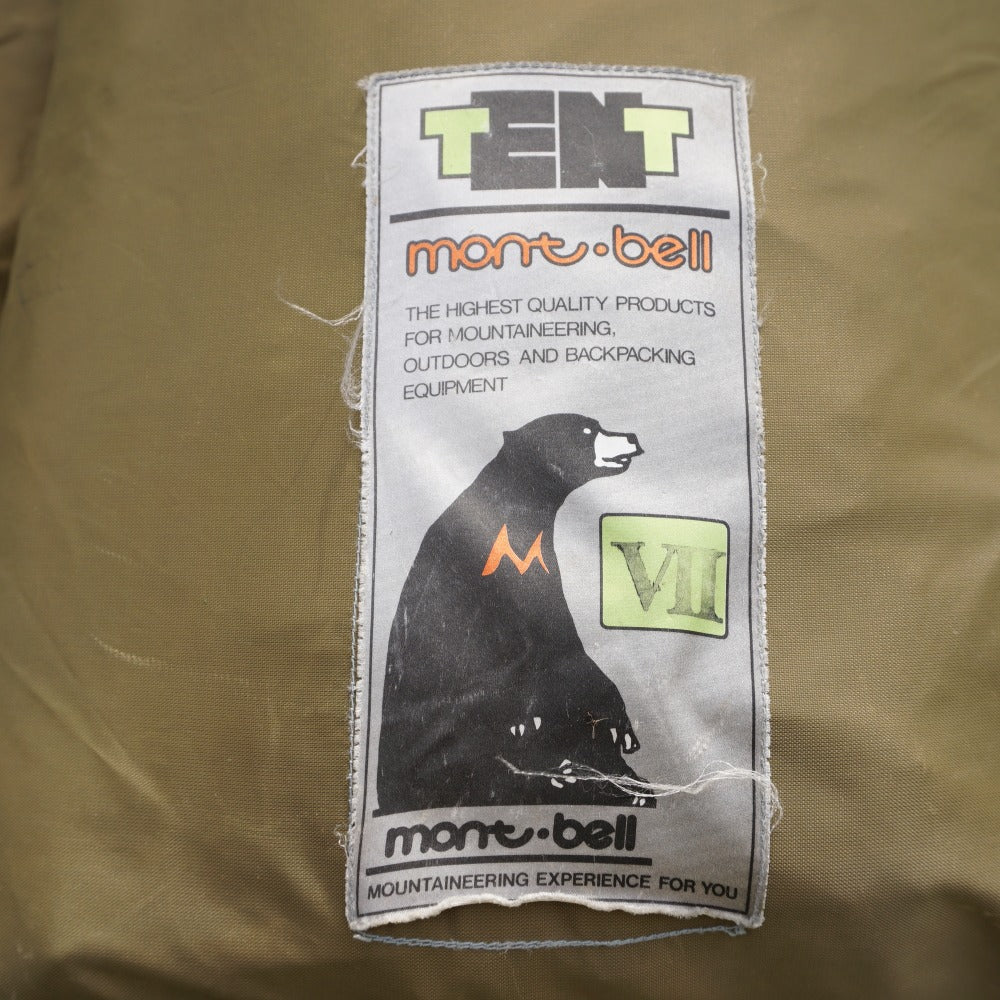 TENT
mont・bell
THE HIGHEST QUALITY PRODUCTS
FOR MOUNTAINEERING,
OUTDOORS AND BACKPACKING
EQUIPMENT
M
VII
mont・bell
MOUNTAINEERING EXPERIENCE FOR YOU